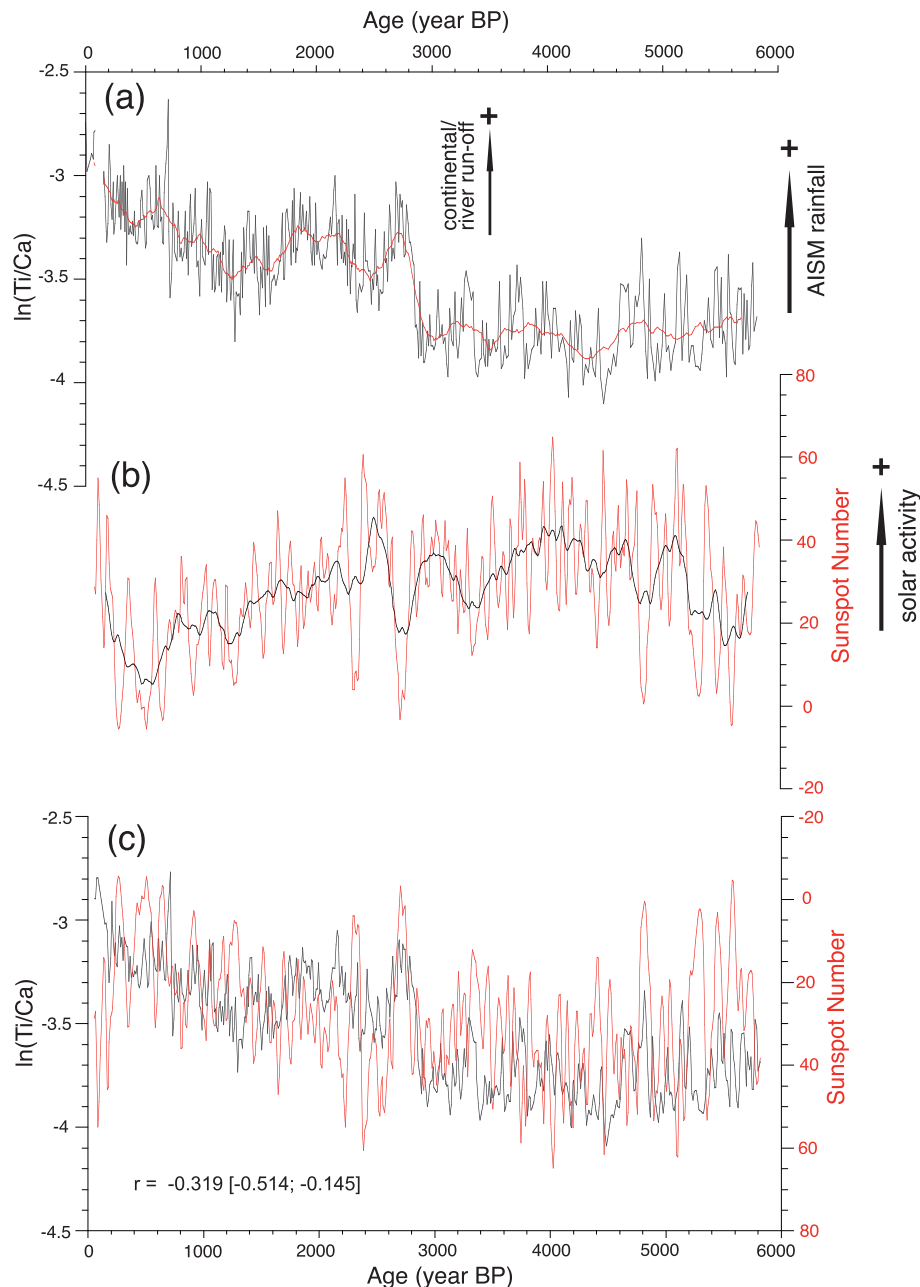 Age (year BP)
0 1000 2000 3000 4000 5000 6000
(a)
-2.5
-3
-3.5
-4
-4.5
ln(Ti/Ca)
continental/
river run-off
+
AISM rainfall
+
(b)
80
60
40
20
0
-20
Sunspot Number
solar activity
+
(c)
-2.5
-3
-3.5
-4
-4.5
ln(Ti/Ca)
-20
0
20
40
60
80
Sunspot Number
r = -0.319 [-0.514; -0.145]
0 1000 2000 3000 4000 5000 6000
Age (year BP)